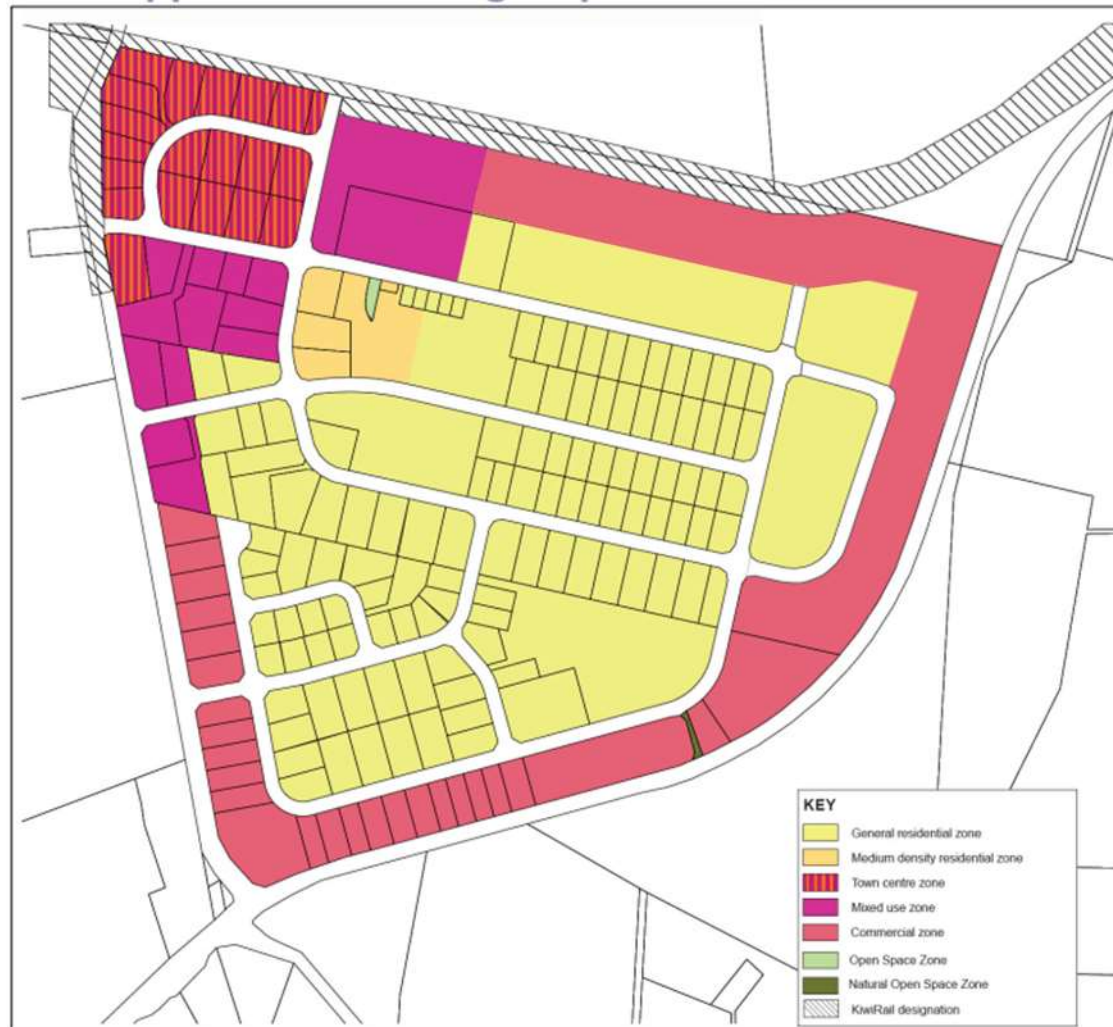 KEY
General residential zone
Medium density residential zone
Town centre zone
Mixed use zone
Commercial zone
Open Space Zone
Natural Open Space Zone
KiwiRail designation